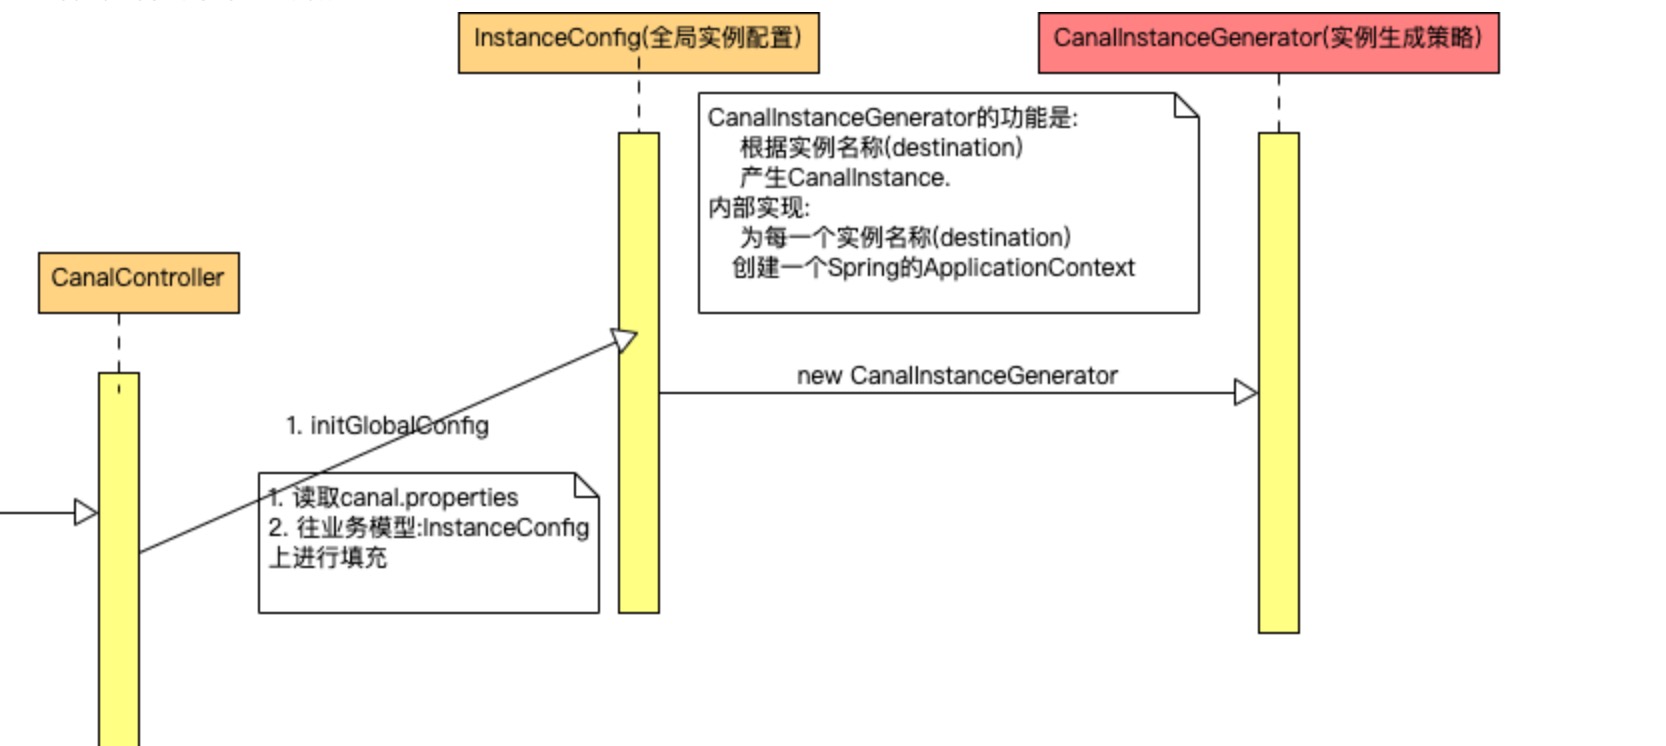 InstanceConfig(全局实例配置)
CanalInstanceGenerator(实例生成策略)
CanalInstanceGenerator的功能是:
根据实例名称(destination)
产生CanalInstance.
内部实现:
为每一个实例名称(destination)
创建一个Spring的ApplicationContext
CanalController
new CanalInstanceGenerator
1. initGlobalConfig
1. 读取canal.properties
2. 往业务模型:InstanceConfig
上进行填充